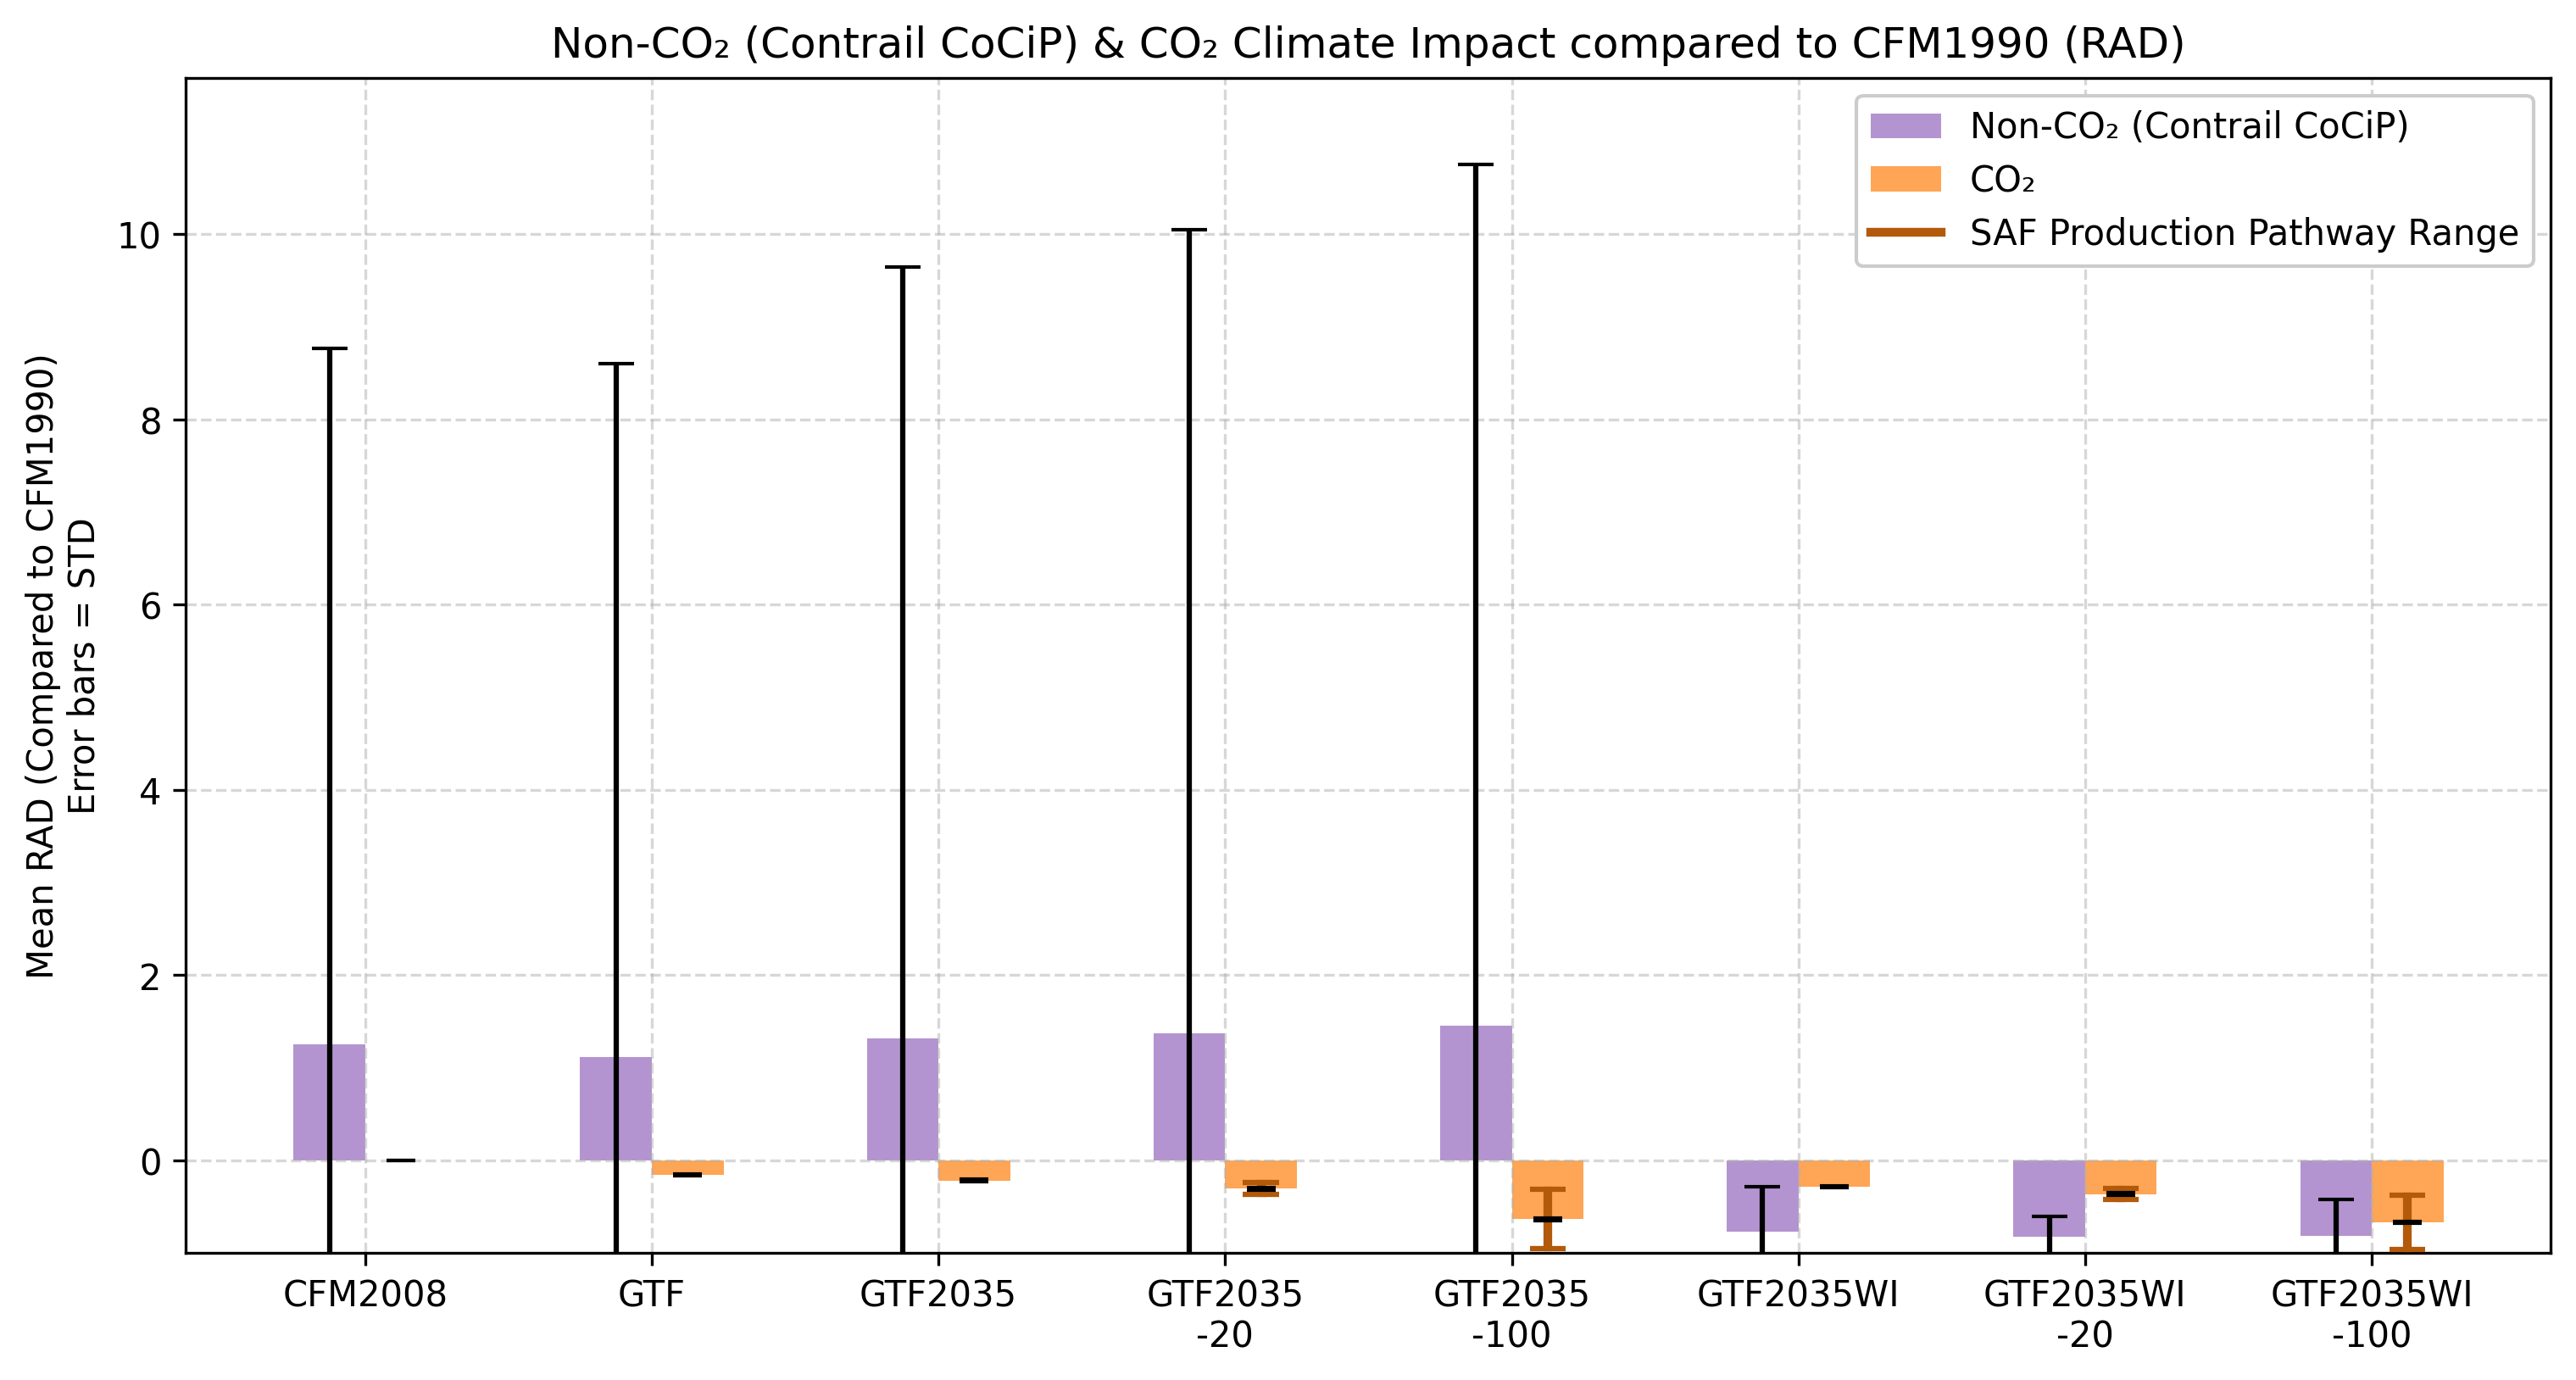 Non-CO₂ (Contrail CoCiP) & CO₂ Climate Impact compared to CFM1990 (RAD)
Non-CO₂ (Contrail CoCiP)
CO₂
SAF Production Pathway Range
Mean RAD (Compared to CFM1990)
Error bars = STD
10
8
6
4
2
0
CFM2008
GTF
GTF2035
GTF2035
-20
GTF2035
-100
GTF2035WI
GTF2035WI
-20
GTF2035WI
-100